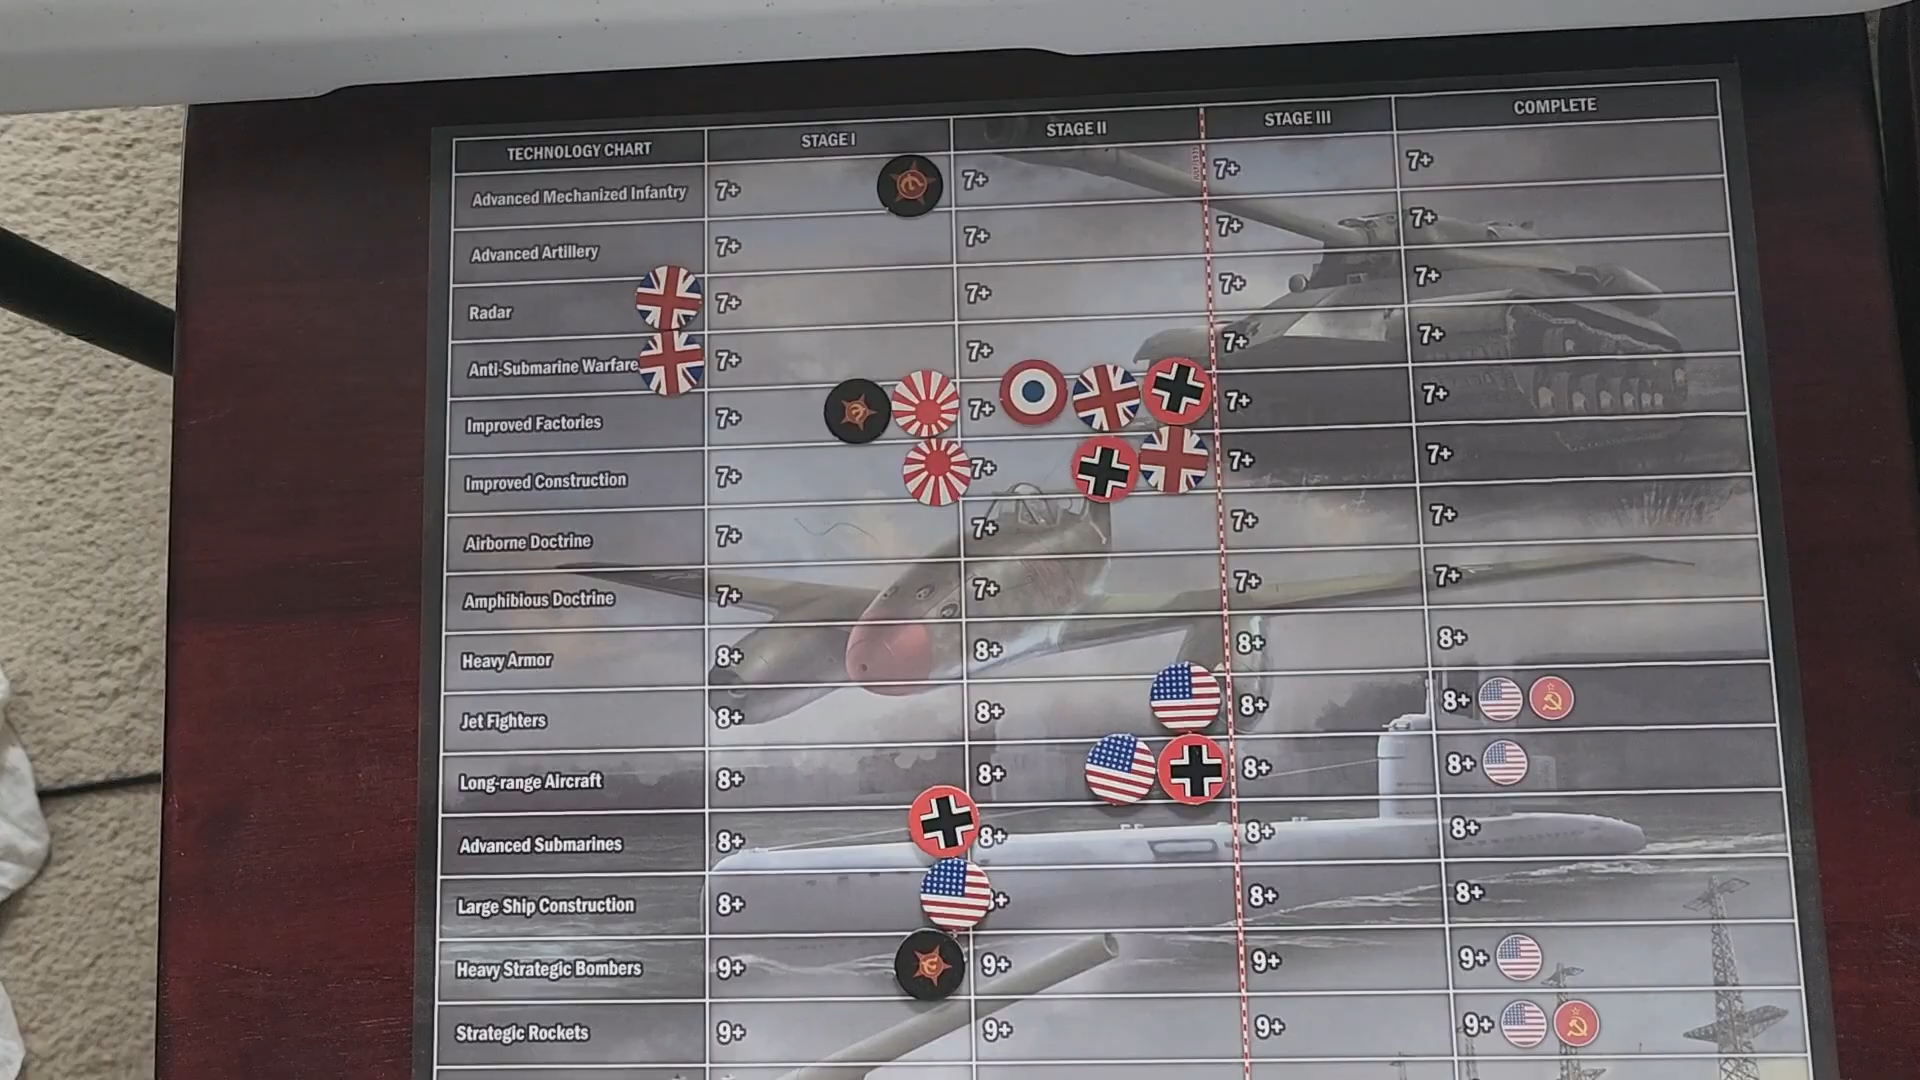 TECHNOLOGY CHART STAGE I STAGE II STAGE III COMPLETE
Advanced Mechanized Infantry 7+ 7+ 7+ 7+
Advanced Artillery 7+ 7+ 7+ 7+
Radar 7+ 7+ 7+ 7+
Anti-Submarine Warfare 7+ 7+ 7+ 7+
Improved Factories 7+ 7+ 7+ 7+
Improved Construction 7+ 7+ 7+ 7+
Airborne Doctrine 7+ 7+ 7+ 7+
Amphibious Doctrine 7+ 7+ 7+ 7+
Heavy Armor 8+ 8+ 8+ 8+
Jet Fighters 8+ 8+ 8+ 8+
Long-range Aircraft 8+ 8+ 8+ 8+
Advanced Submarines 8+ 8+ 8+ 8+
Large Ship Construction 8+ 8+ 8+
Heavy Strategic Bombers 9+ 9+ 9+ 9+
Strategic Rockets 9+ 9+ 9+ 9+